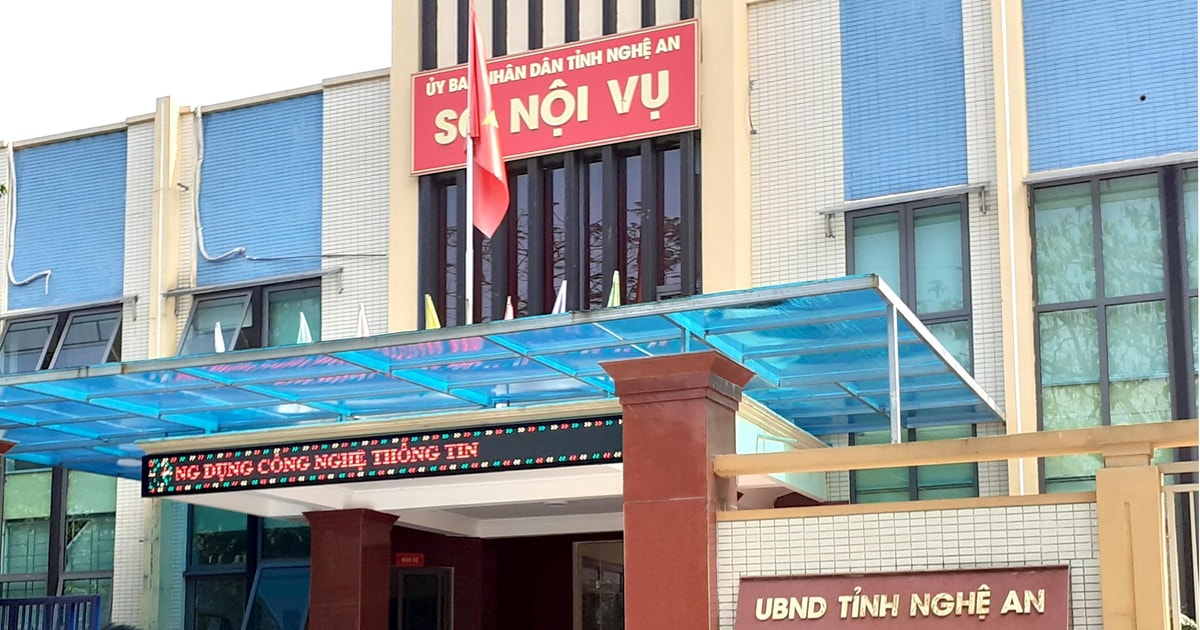 ỦY BAN NHÂN DÂN TỈNH NGHỆ AN
SỞ NỘI VỤ
NG DỤNG CÔNG NGHỆ THÔNG TIN
UBND TỈNH NGHỆ AN